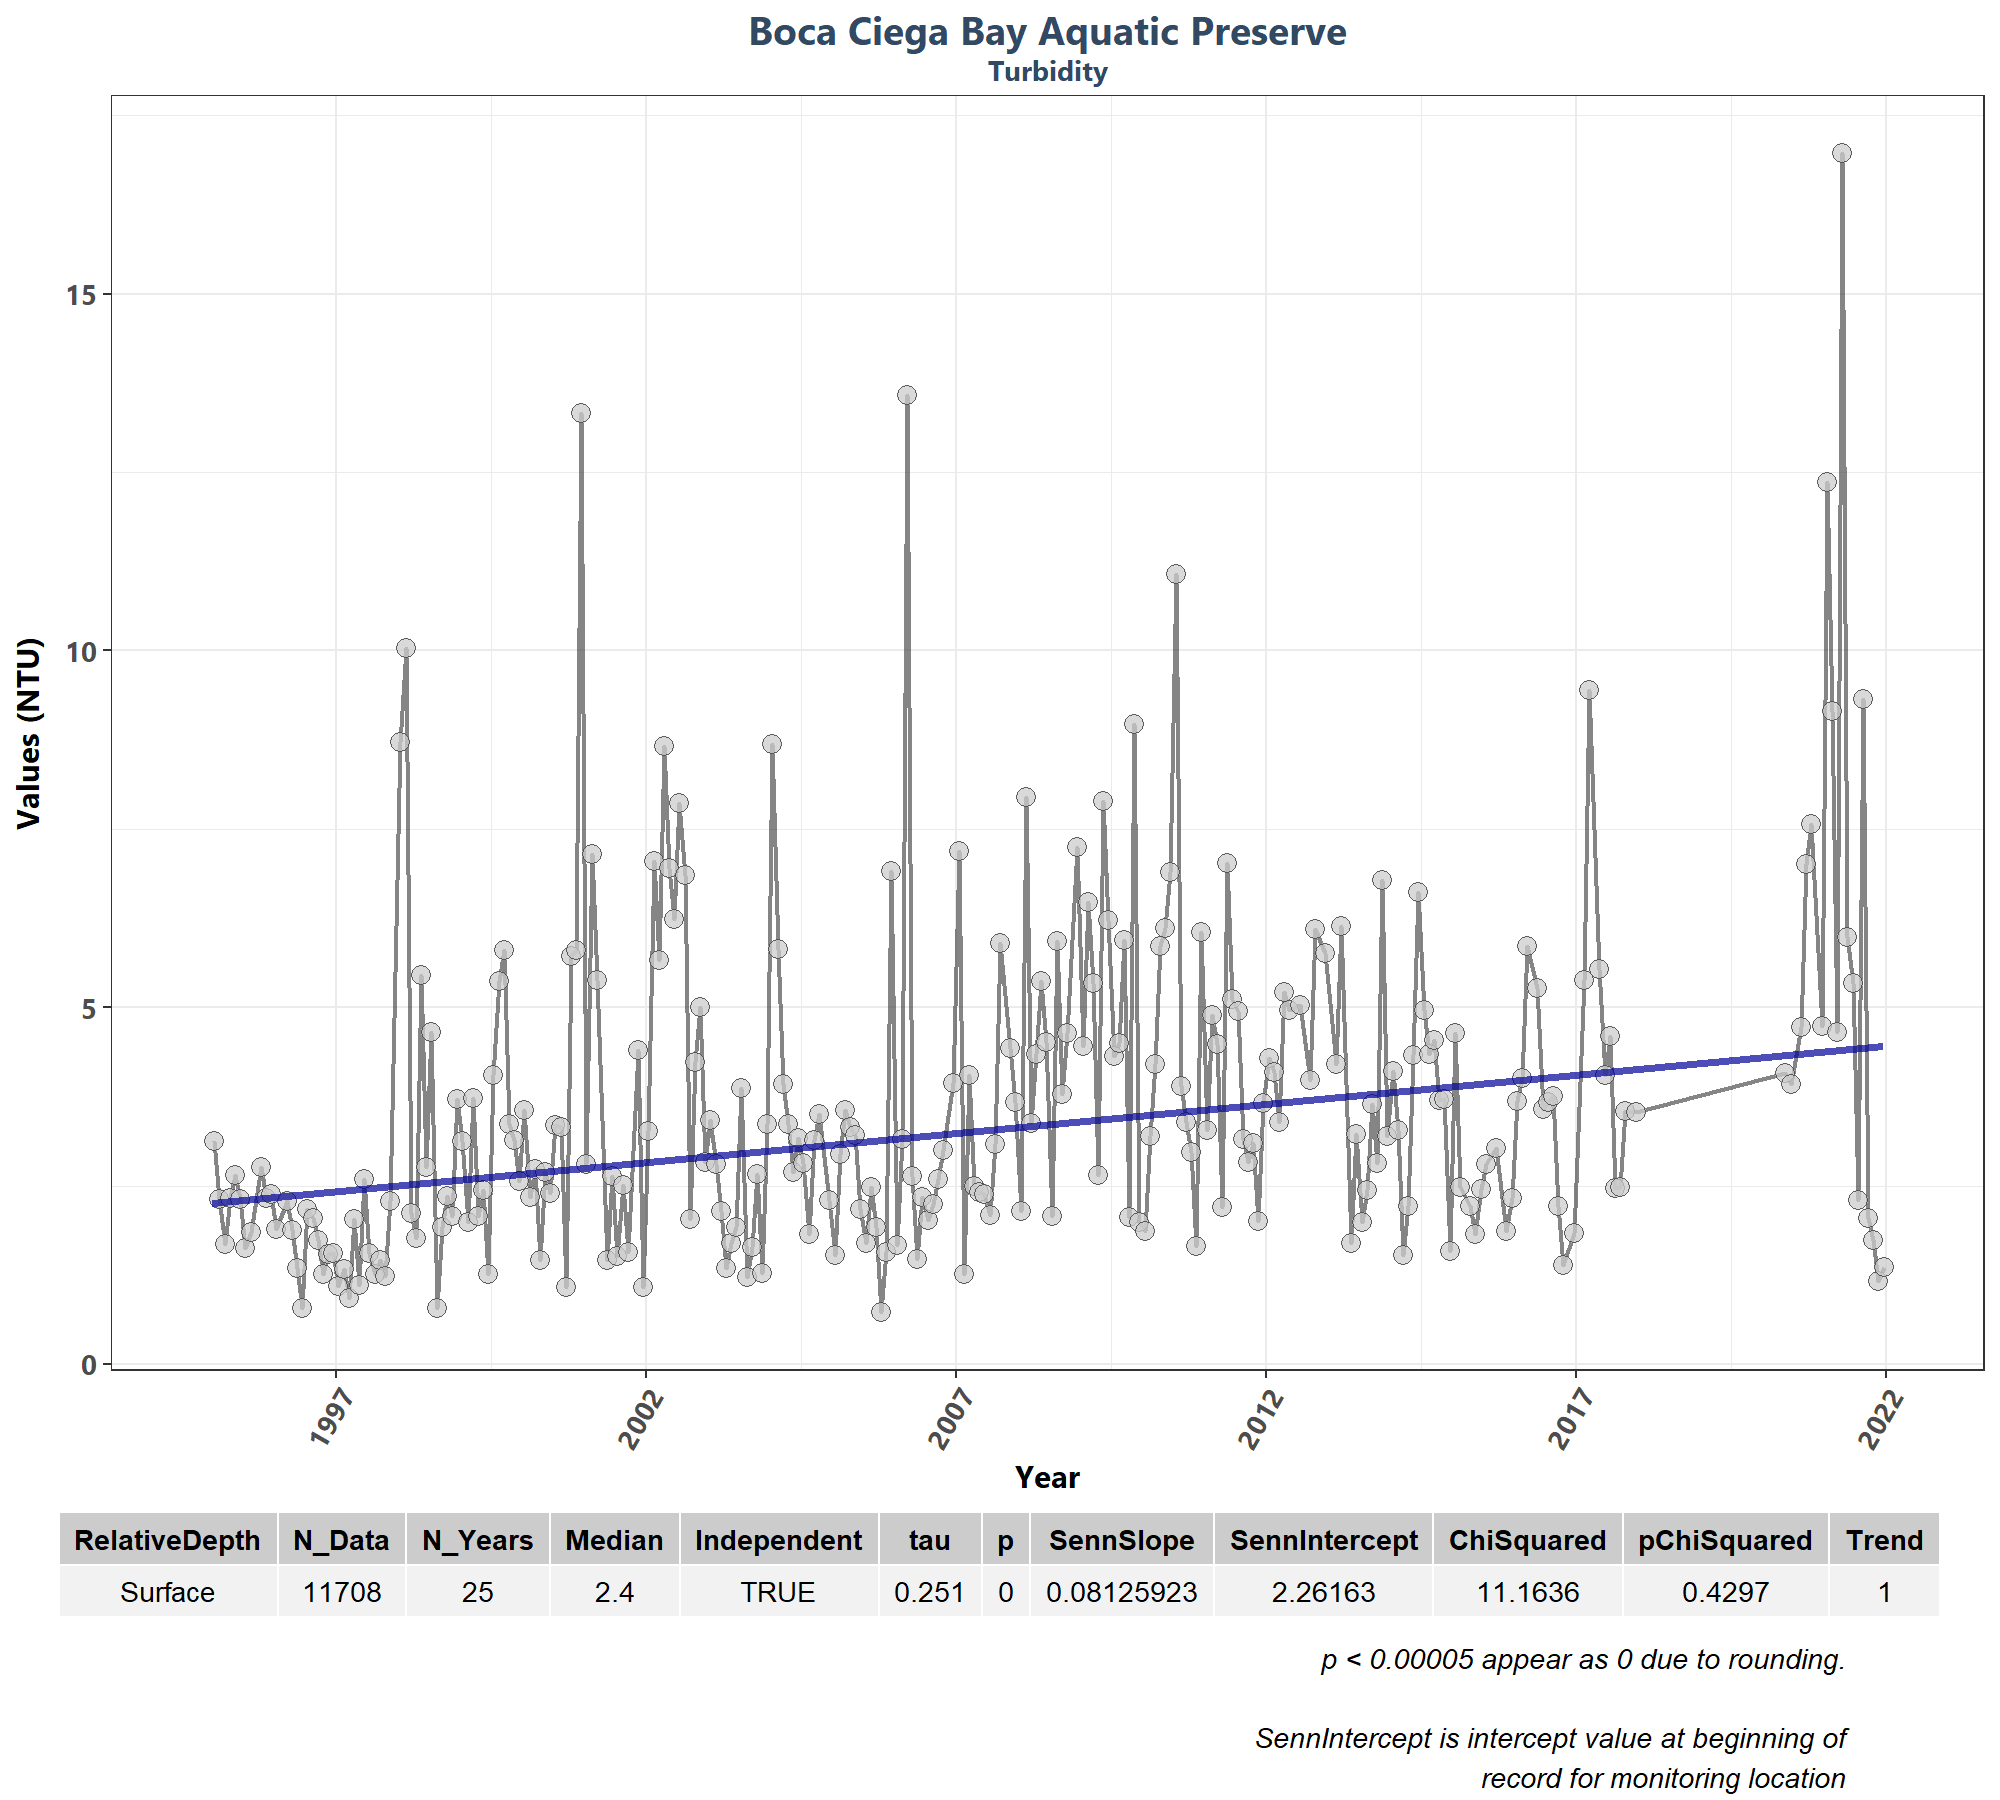 Boca Ciega Bay Aquatic Preserve
Turbidity
Values (NTU)
15
10
5
0
1997 2002 2007 2012 2017 2022
Year
RelativeDepth N_Data N_Years Median Independent tau p SennSlope SennIntercept ChiSquared pChiSquared Trend
Surface 11708 25 2.4 TRUE 0.251 0 0.08125923 2.26163 11.1636 0.4297 1
p < 0.00005 appear as 0 due to rounding.
SennIntercept is intercept value at beginning of
record for monitoring location